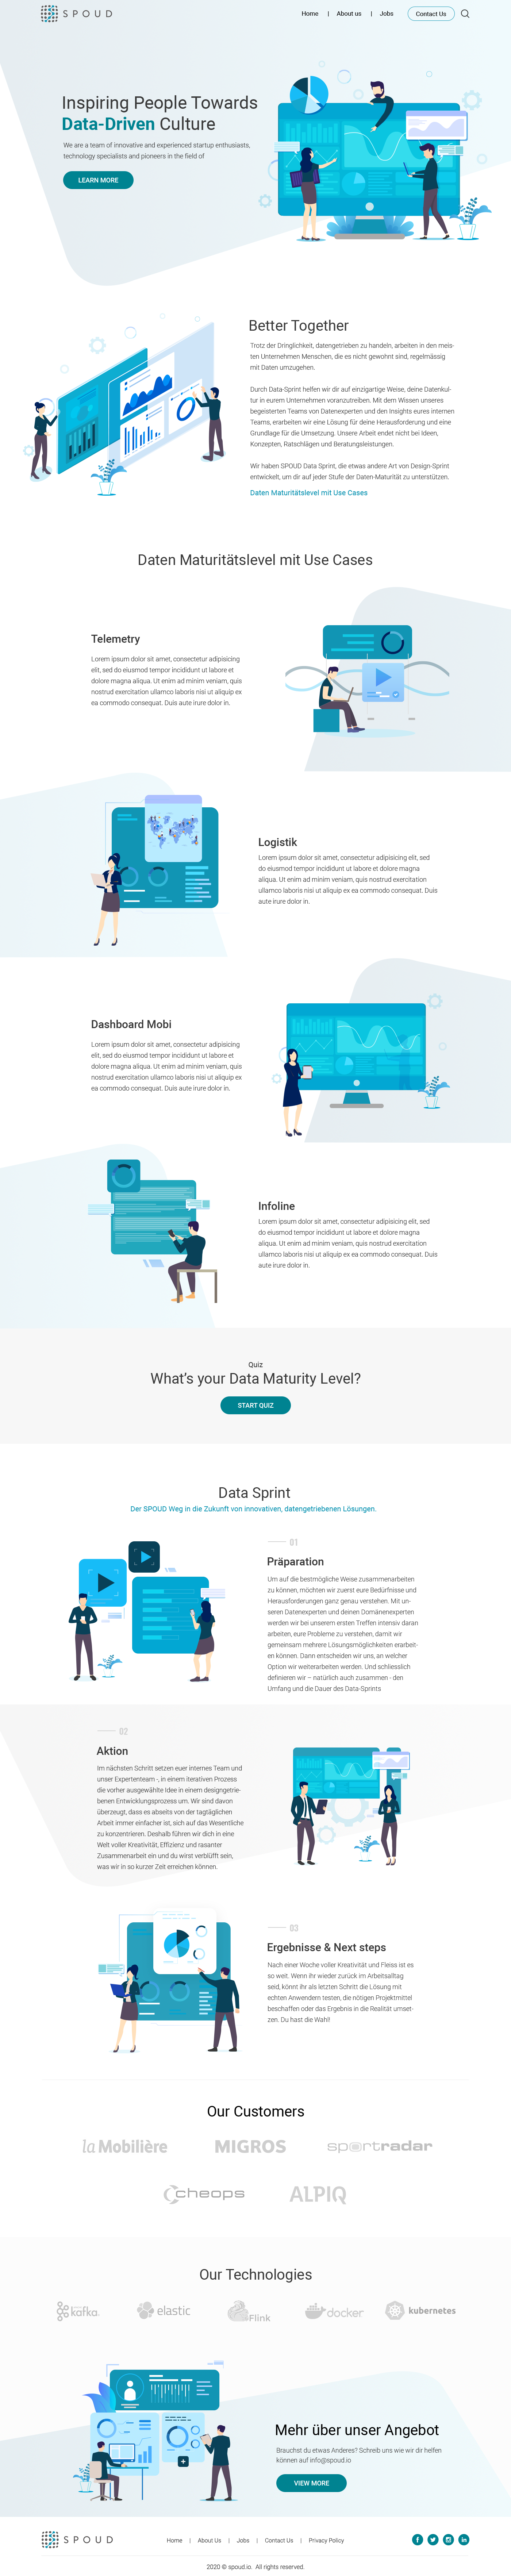 SPOUD
Home | About us | Jobs Contact Us
Inspiring People Towards
Data-Driven Culture
We are a team of innovative and experienced startup enthusiasts,
technology specialists and pioneers in the field of
LEARN MORE
Better Together
Trotz der Dringlichkeit, datengetrieben zu handeln, arbeiten in den meis-
ten Unternehmen Menschen, die es nicht gewohnt sind, regelmässig
mit Daten umzugehen.
Durch Data-Sprint helfen wir dir auf einzigartige Weise, deine Datenkul-
tur in eurem Unternehmen voranzutreiben. Mit dem Wissen unseres
begeisterten Teams von Datenexperten und den Insights eures internen
Teams, erarbeiten wir eine Lösung für deine Herausforderung und eine
Grundlage für die Umsetzung. Unsere Arbeit endet nicht bei Ideen,
Konzepten, Ratschlägen und Beratungsleistungen.
Wir haben SPOUD Data Sprint, die etwas andere Art von Design-Sprint
entwickelt, um dir auf jeder Stufe der Daten-Maturität zu unterstützen.
Daten Maturitätslevel mit Use Cases
Daten Maturitätslevel mit Use Cases
Telemetry
Lorem ipsum dolor sit amet, consectetur adipisicing
elit, sed do eiusmod tempor incididunt ut labore et
dolore magna aliqua. Ut enim ad minim veniam, quis
nostrud exercitation ullamco laboris nisi ut aliquip ex
ea commodo consequat. Duis aute irure dolor in.
Logistik
Lorem ipsum dolor sit amet, consectetur adipisicing elit, sed
do eiusmod tempor incididunt ut labore et dolore magna
aliqua. Ut enim ad minim veniam, quis nostrud exercitation
ullamco laboris nisi ut aliquip ex ea commodo consequat. Duis
aute irure dolor in.
Dashboard Mobi
Lorem ipsum dolor sit amet, consectetur adipisicing
elit, sed do eiusmod tempor incididunt ut labore et
dolore magna aliqua. Ut enim ad minim veniam, quis
nostrud exercitation ullamco laboris nisi ut aliquip ex
ea commodo consequat. Duis aute irure dolor in.
Infoline
Lorem ipsum dolor sit amet, consectetur adipisicing elit, sed
do eiusmod tempor incididunt ut labore et dolore magna
aliqua. Ut enim ad minim veniam, quis nostrud exercitation
ullamco laboris nisi ut aliquip ex ea commodo consequat. Duis
aute irure dolor in.
Quiz
What's your Data Maturity Level?
START QUIZ
Data Sprint
Der SPOUD Weg in die Zukunft von innovativen, datengetriebenen Lösungen.
01
Präparation
Um auf die bestmögliche Weise zusammenarbeiten
zu können, möchten wir zuerst eure Bedürfnisse und
Herausforderungen ganz genau verstehen. Mit un-
seren Datenexperten und deinen Domänenexperten
werden wir bei unserem ersten Treffen intensiv daran
arbeiten, eure Probleme zu verstehen, damit wir
gemeinsam mehrere Lösungsmöglichkeiten erarbeit-
en können. Dann entscheiden wir uns, an welcher
Option wir weiterarbeiten werden. Und schliesslich
definieren wir – natürlich auch zusammen - den
Umfang und die Dauer des Data-Sprints
02
Aktion
Im nächsten Schritt setzen euer internes Team und
unser Expertenteam -, in einem iterativen Prozess
die vorher ausgewählte Idee in einem designgetrie-
benen Entwicklungsprozess um. Wir sind davon
überzeugt, dass es abseits von der tagtäglichen
Arbeit immer einfacher ist, sich auf das Wesentliche
zu konzentrieren. Deshalb führen wir dich in eine
Welt voller Kreativität, Effizienz und rasanter
Zusammenarbeit ein und du wirst verblüfft sein,
was wir in so kurzer Zeit erreichen können.
03
Ergebnisse & Next steps
Nach einer Woche voller Kreativität und Fleiss ist es
so weit. Wenn ihr wieder zurück im Arbeitsalltag
seid, könnt ihr als letzten Schritt die Lösung mit
echten Anwendern testen, die nötigen Projektmittel
beschaffen oder das Ergebnis in die Realität umset-
zen. Du hast die Wahl!
Our Customers
la Mobilière MIGROS sportradar
cheops ALPIQ
Our Technologies
kafka. elastic Flink docker kubernetes
Mehr über unser Angebot
Brauchst du etwas Anderes? Schreib uns wie wir dir helfen
können auf info@spoud.io
VIEW MORE
SPOUD
Home | About Us | Jobs | Contact Us | Privacy Policy
2020 © spoud.io. All rights reserved.